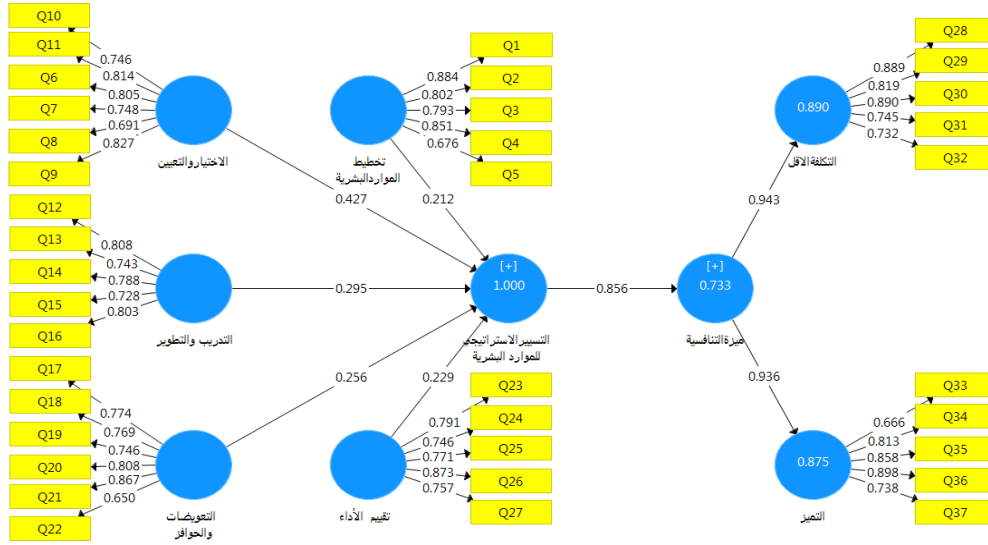 Q10
Q11
Q6
Q7
Q8
Q9
0.746
0.814
0.805
0.748
0.691
0.827
الاختيار والتعيين
Q1
Q2
Q3
Q4
Q5
0.884
0.802
0.793
0.851
0.676
تخطيط
الموارد البشرية
Q28
Q29
Q30
Q31
Q32
0.889
0.819
0.890
0.745
0.732
0.890
التكلفة الاقل
0.427
0.212
0.943
Q12
Q13
Q14
Q15
Q16
0.808
0.743
0.788
0.728
0.803
التدريب والتطوير
0.295
[+]
1.000
التسيير الاستراتيجي
للموارد البشرية
0.856
[+]
0.733
ميزة التنافسية
0.256
0.229
0.936
Q17
Q18
Q19
Q20
Q21
Q22
0.774
0.769
0.746
0.808
0.867
0.650
التعويضات
والحوافز
Q23
Q24
Q25
Q26
Q27
0.791
0.746
0.771
0.873
0.757
تقييم الأداء
Q33
Q34
Q35
Q36
Q37
0.666
0.813
0.858
0.898
0.738
0.875
التميز